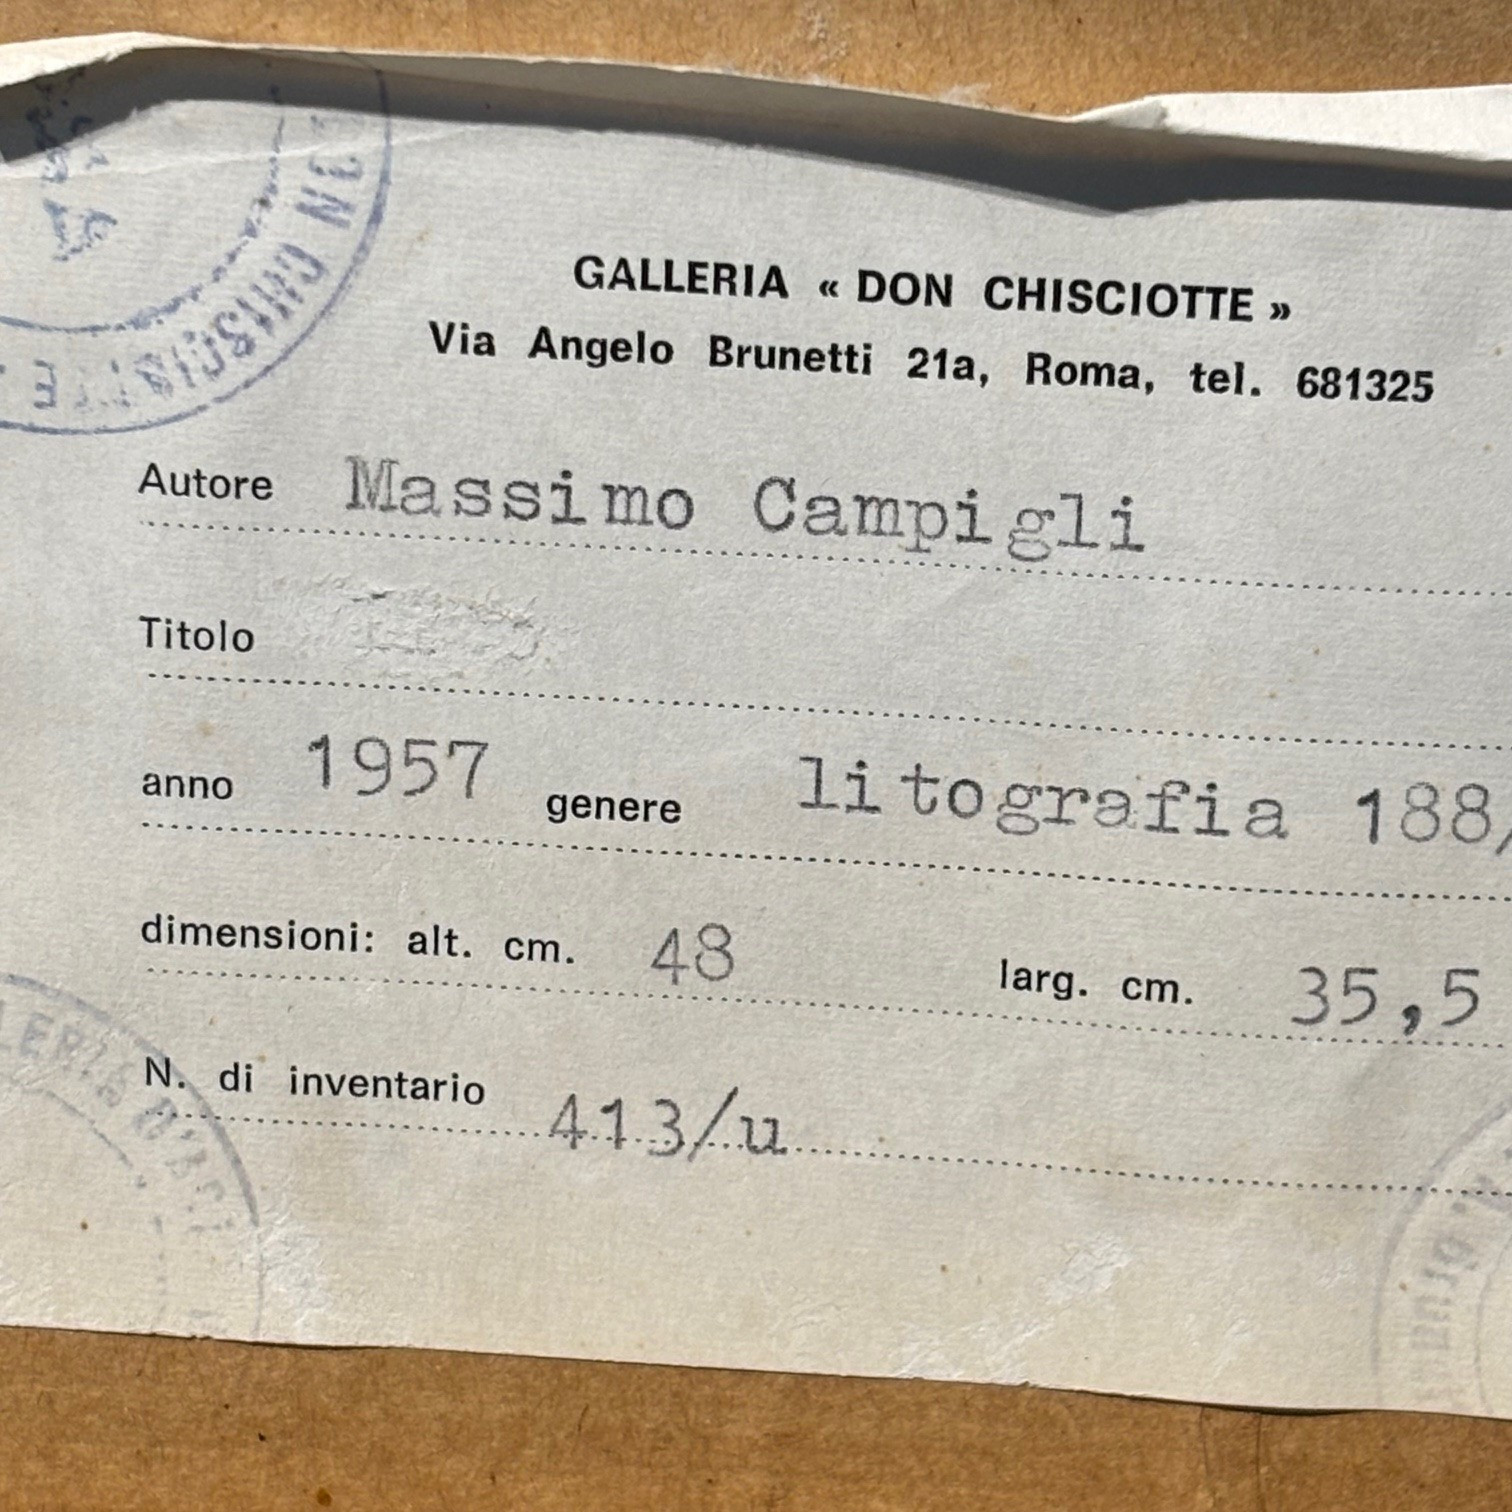 GALLERIA « DON CHISCIOTTE »
Via Angelo Brunetti 21a, Roma, tel. 681325
Autore Massimo Campigli
Titolo
anno 1957 genere litografia 188/
dimensioni: alt. cm. 48 larg. cm. 35,5
N. di inventario 413/u
CHISCIOTTE